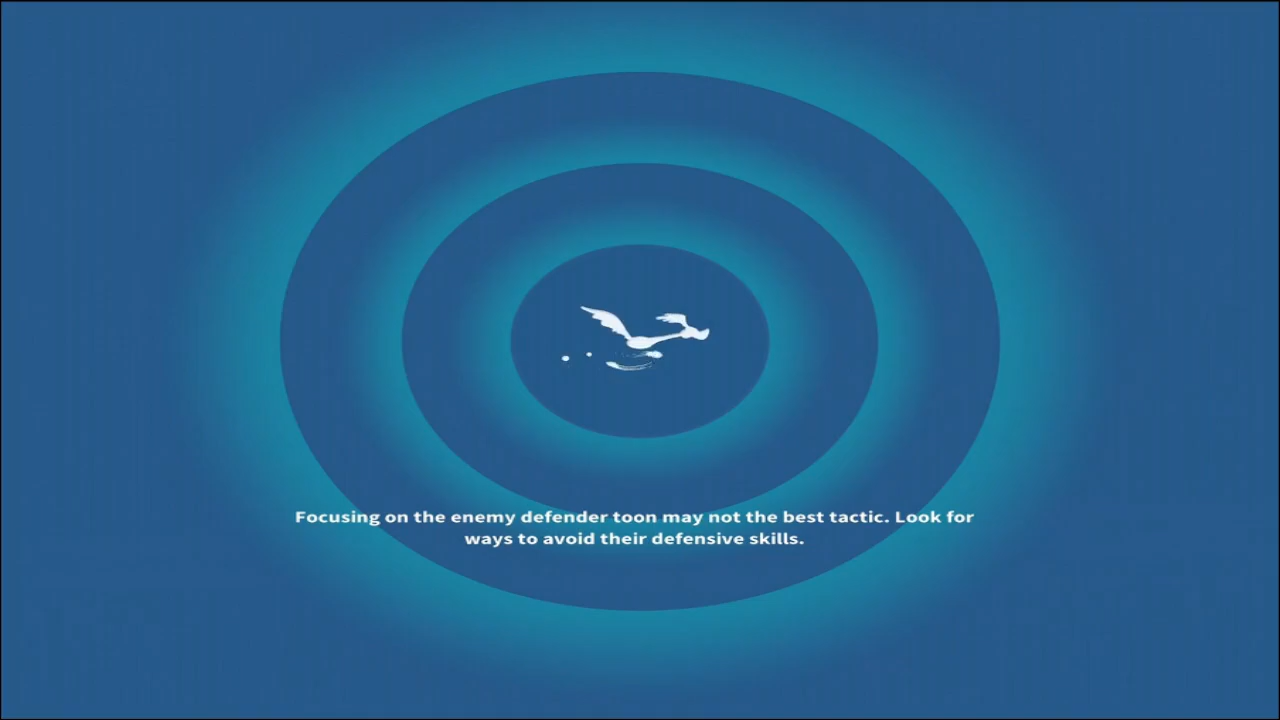 Focusing on the enemy defender toon may not the best tactic. Look for
ways to avoid their defensive skills.